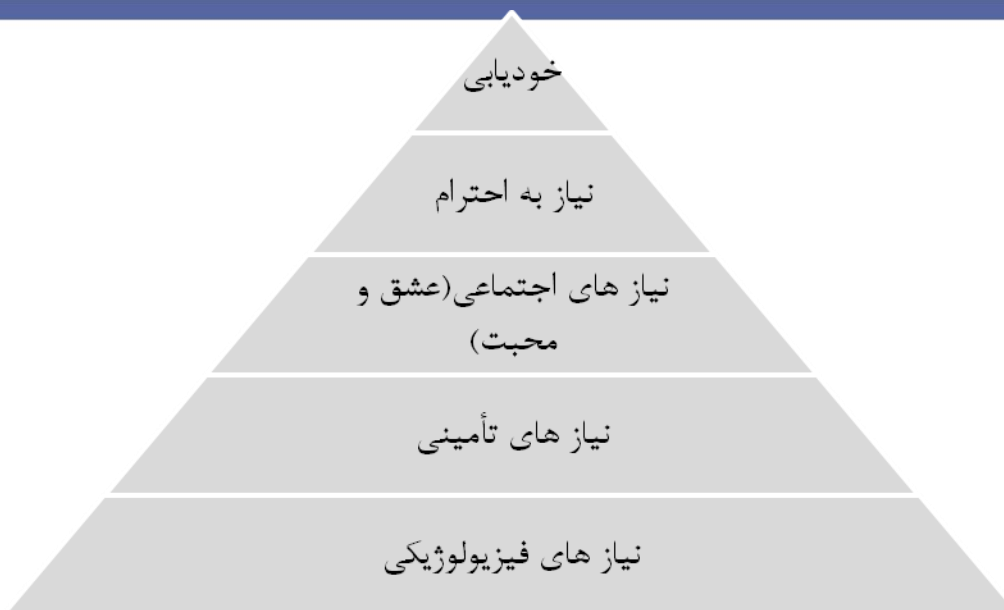 خودیابی
نیاز به احترام
نیاز های اجتماعی(عشق و
محبت)
نیاز های تأمینی
نیاز های فیزیولوژیکی